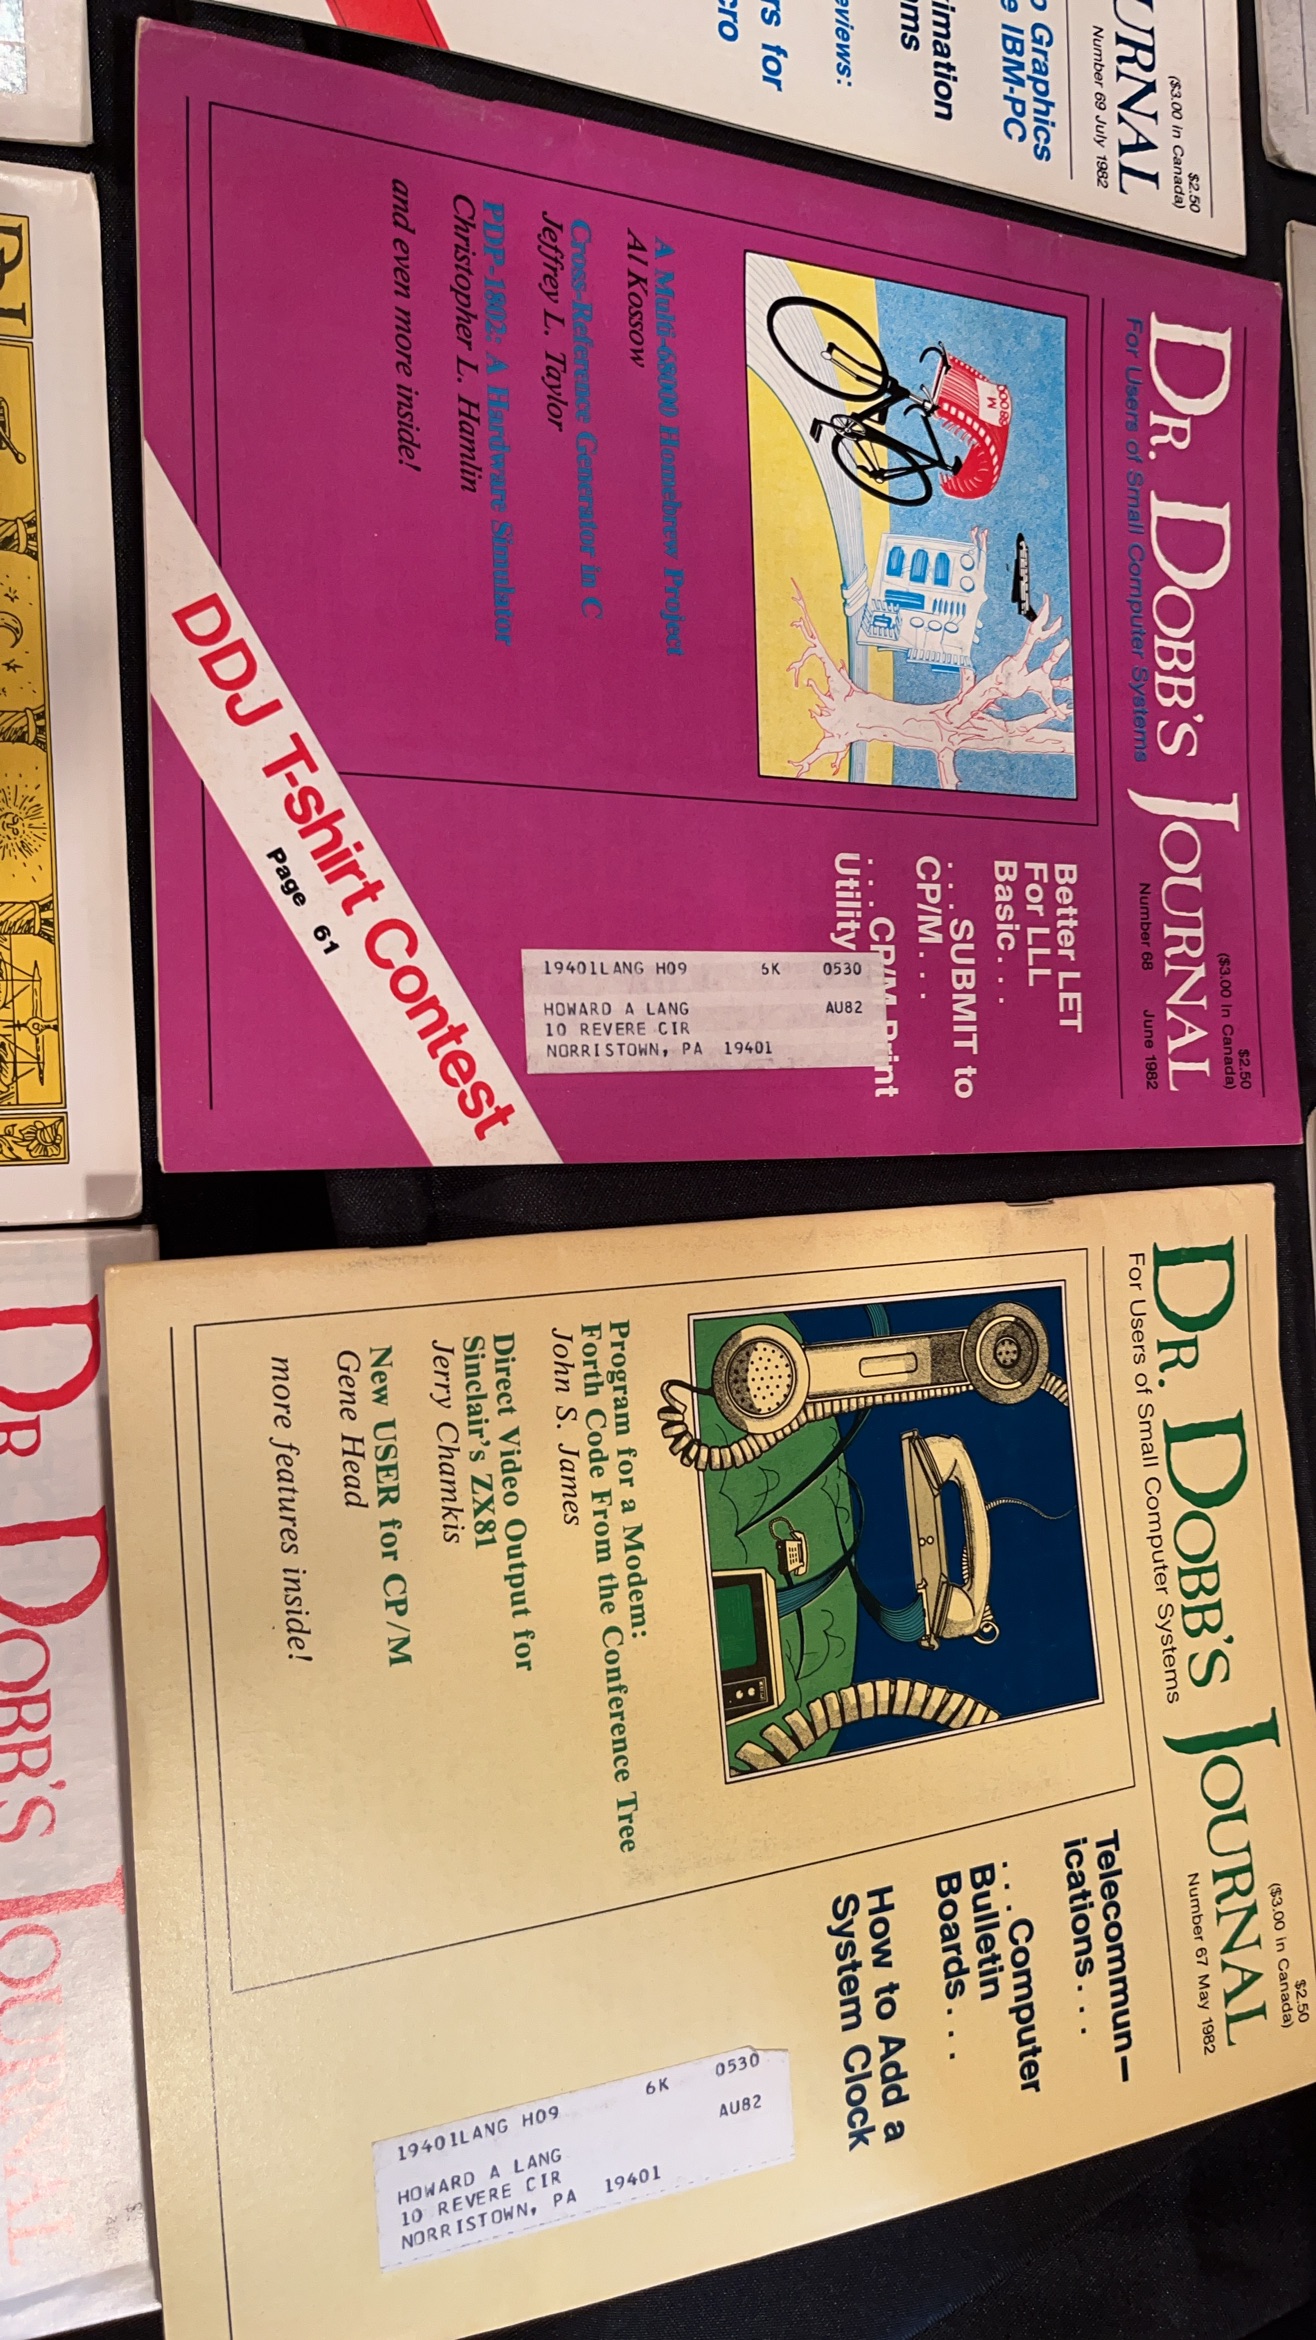 DR. DOBB'S JOURNAL
For Users of Small Computer Systems
$2.50
($3.00 in Canada)
Number 68 June 1982
Better LET
For LLL
Basic. . .
. . . SUBMIT to
CP/M. . .
. . . CP/M Print
Utility
600 89
M
A Multi-68000 Homebrew Project
Al Kossow
Cross-Reference Generator in C
Jeffrey L. Taylor
PDP-1802: A Hardware Simulator
Christopher L. Hamlin
and even more inside!
DDJ T-shirt Contest
Page 61
19401LANG H09 6K 0530
HOWARD A LANG AU82
10 REVERE CIR
NORRISTOWN, PA 19401
DR. DOBB'S JOURNAL
For Users of Small Computer Systems
$2.50
($3.00 in Canada)
Number 67 May 1982
Telecommun–
ications. . .
. . . Computer
Bulletin
Boards. . .
How to Add a
System Clock
Program for a Modem:
Forth Code From the Conference Tree
John S. James
Direct Video Output for
Sinclair's ZX81
Jerry Chamkis
New USER for CP/M
Gene Head
more features inside!
19401LANG H09 6K 0530
HOWARD A LANG AU82
10 REVERE CIR
NORRISTOWN, PA 19401
URNAL
$2.50
($3.00 in Canada)
Number 69 July 1982
o Graphics
e IBM-PC
imation
ms
eviews:
rs for
cro
DR DOBB'S JOURNAL